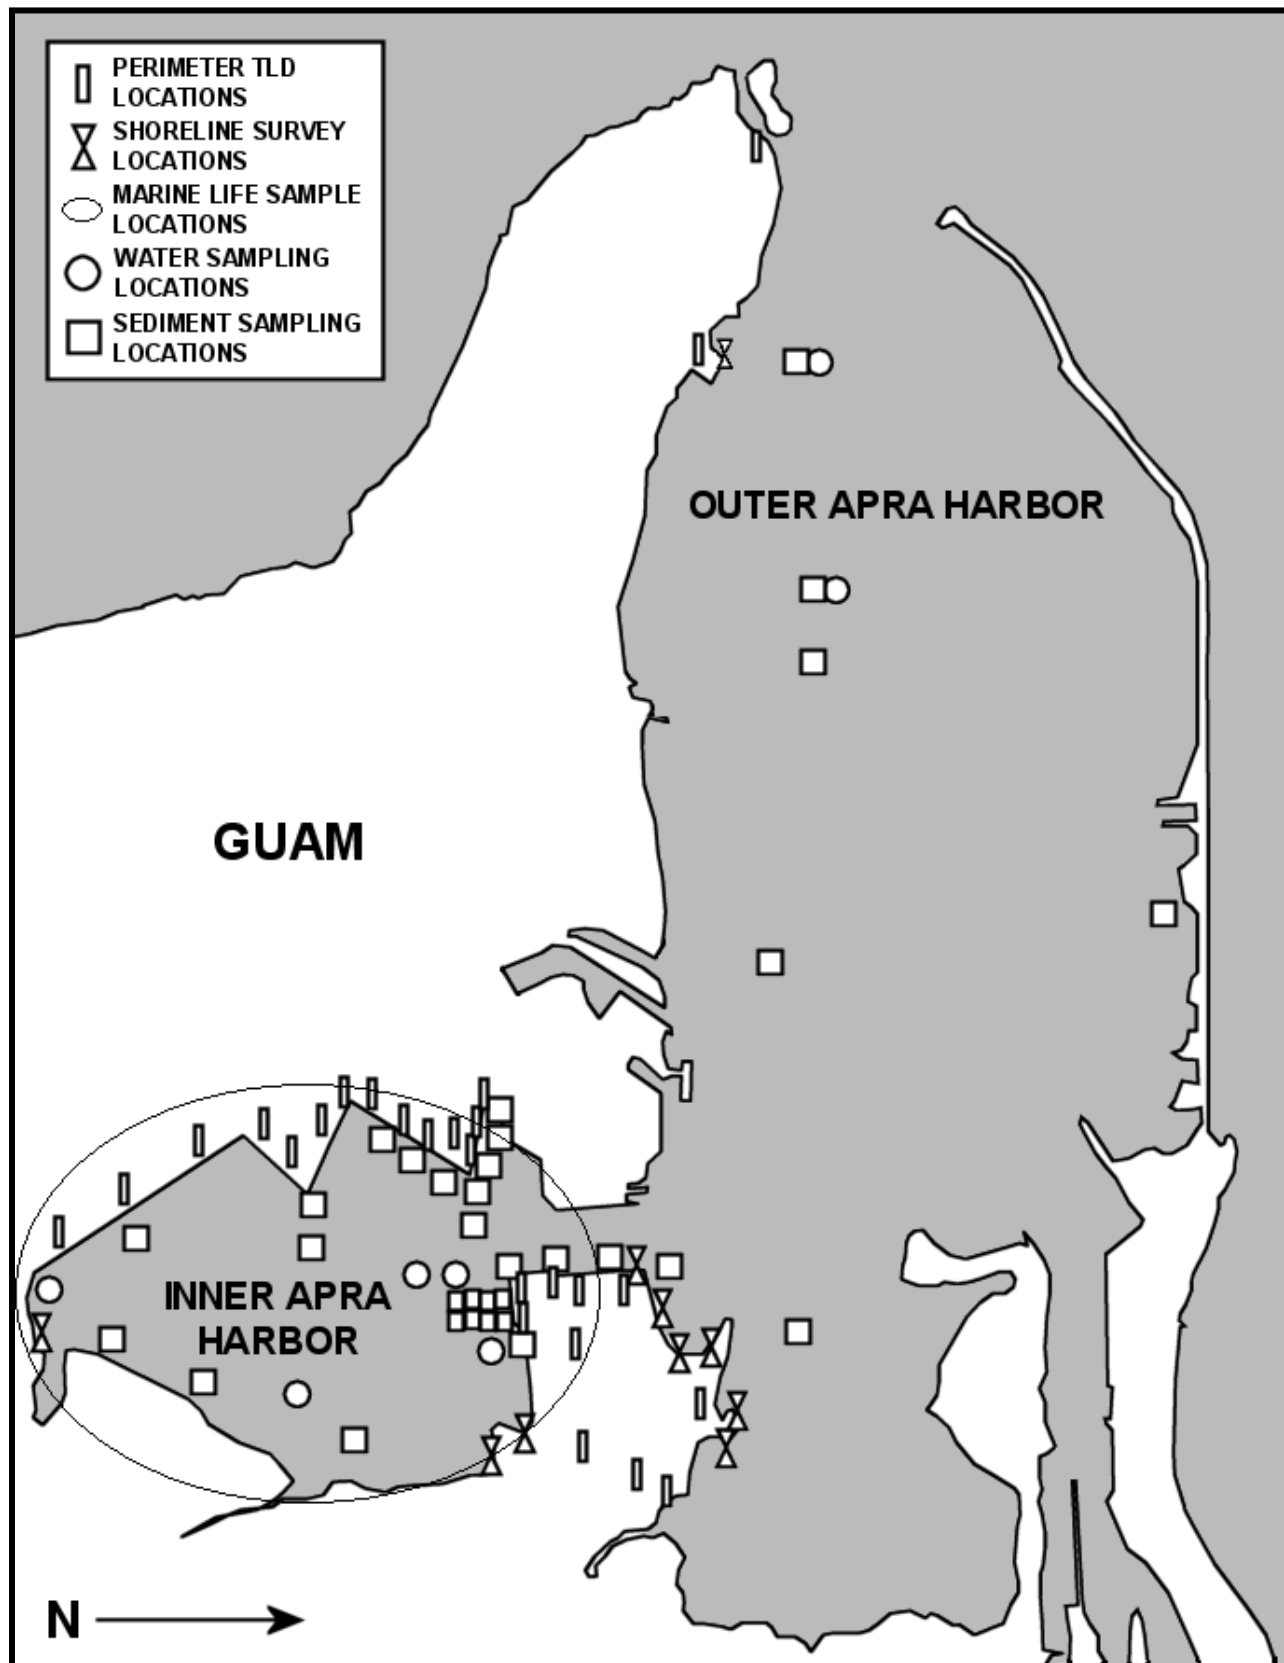 PERIMETER TLD
LOCATIONS
SHORELINE SURVEY
LOCATIONS
MARINE LIFE SAMPLE
LOCATIONS
WATER SAMPLING
LOCATIONS
SEDIMENT SAMPLING
LOCATIONS
OUTER APRA HARBOR
GUAM
INNER APRA
HARBOR
N